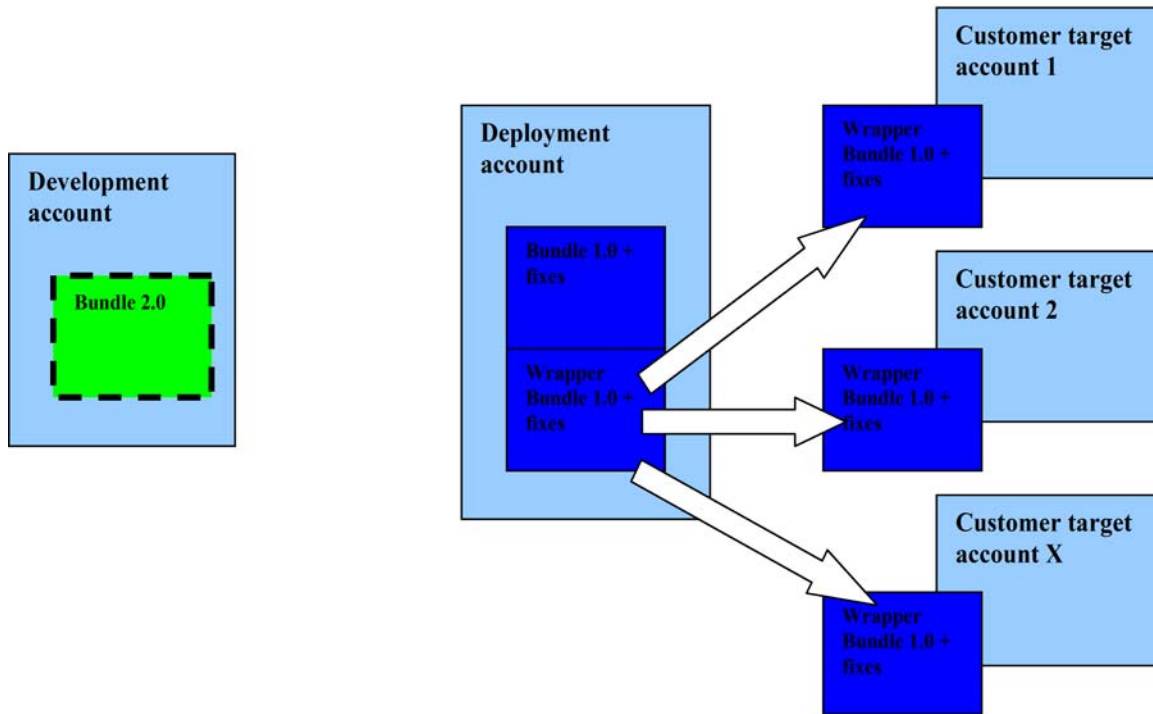 Development
account
Bundle 2.0
Deployment
account
Bundle 1.0 +
fixes
Wrapper
Bundle 1.0 +
fixes
Customer target
account 1
Wrapper
Bundle 1.0 +
fixes
Customer target
account 2
Wrapper
Bundle 1.0 +
fixes
Customer target
account X
Wrapper
Bundle 1.0 +
fixes